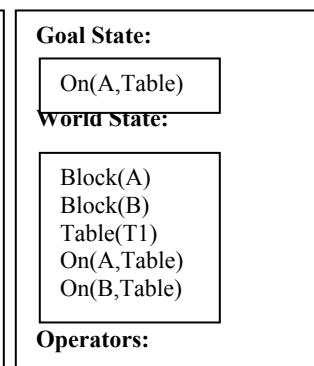 Goal State:
On(A,Table)
World State:
Block(A)
Block(B)
Table(T1)
On(A,Table)
On(B,Table)
Operators: